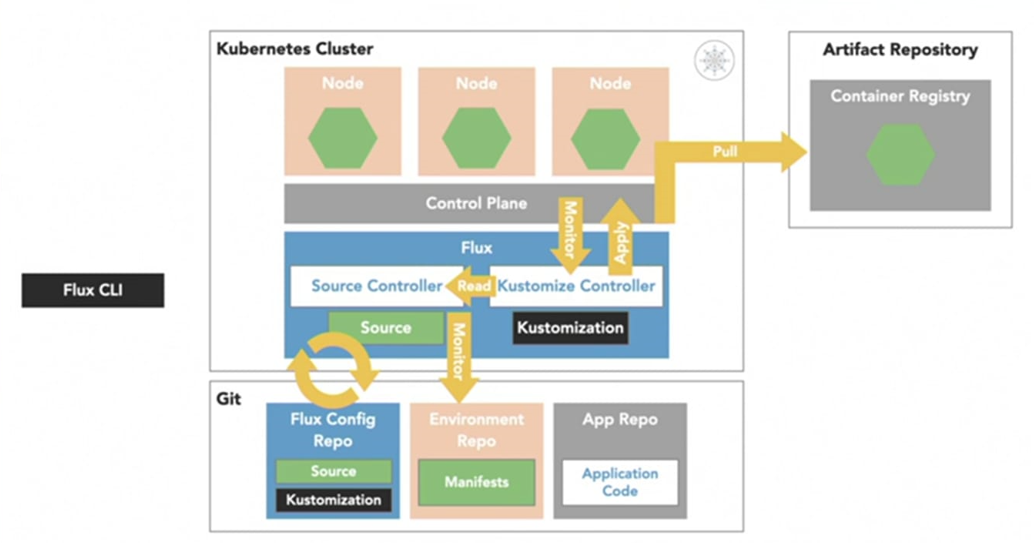 Kubernetes Cluster
Artifact Repository
Node
Node
Node
Container Registry
Pull
Control Plane
Monitor
Apply
Flux
Flux CLI
Source Controller
Read
Kustomize Controller
Source
Kustomization
Monitor
Git
Flux Config
Repo
Environment
Repo
App Repo
Source
Kustomization
Manifests
Application
Code